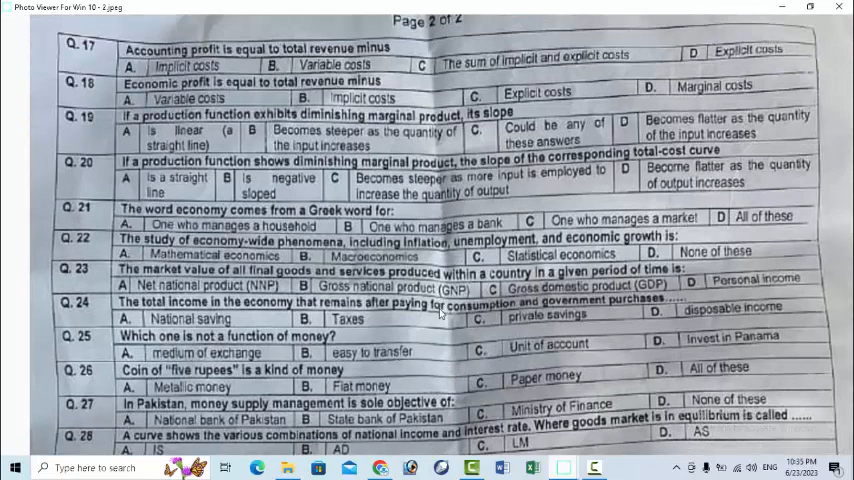 Photo Viewer For Win 10 - 2.jpeg
Page 2 of 2
Q. 17 Accounting profit is equal to total revenue minus
A. Implicit costs B. Variable costs C The sum of implicit and explicit costs D Explicit costs
Q. 18 Economic profit is equal to total revenue minus
A. Variable costs B. Implicit costs C. Explicit costs D. Marginal costs
Q. 19 If a production function exhibits diminishing marginal product, its slope
A Is linear (a straight line) B Becomes steeper as the quantity of the input increases C. Could be any of these answers D Becomes flatter as the quantity of the input increases
Q. 20 If a production function shows diminishing marginal product, the slope of the corresponding total-cost curve
A Is a straight line B Is negative sloped C Becomes steeper as more input is employed to increase the quantity of output D Become flatter as the quantity of output increases
Q. 21 The word economy comes from a Greek word for:
A. One who manages a household B One who manages a bank C One who manages a market D All of these
Q. 22 The study of economy-wide phenomena, including inflation, unemployment, and economic growth is:
A. Mathematical economics B. Macroeconomics C. Statistical economics D. None of these
Q. 23 The market value of all final goods and services produced within a country in a given period of time is:
A Net national product (NNP) B Gross national product (GNP) C Gross domestic product (GDP) D Personal income
Q. 24 The total income in the economy that remains after paying for consumption and government purchases......
A. National saving B. Taxes C. private savings D. disposable income
Q. 25 Which one is not a function of money?
A. medium of exchange B. easy to transfer C. Unit of account D. Invest in Panama
Q. 26 Coin of "five rupees" is a kind of money
A. Metallic money B. Fiat money C. Paper money D. All of these
Q. 27 In Pakistan, money supply management is sole objective of:
A. National bank of Pakistan B State bank of Pakistan C. Ministry of Finance D. None of these
Q. 28 A curve shows the various combinations of national income and interest rate. Where goods market is in equilibrium is called ......
A. IS B. AD C. LM D. AS
Type here to search
ENG
10:35 PM
6/23/2023